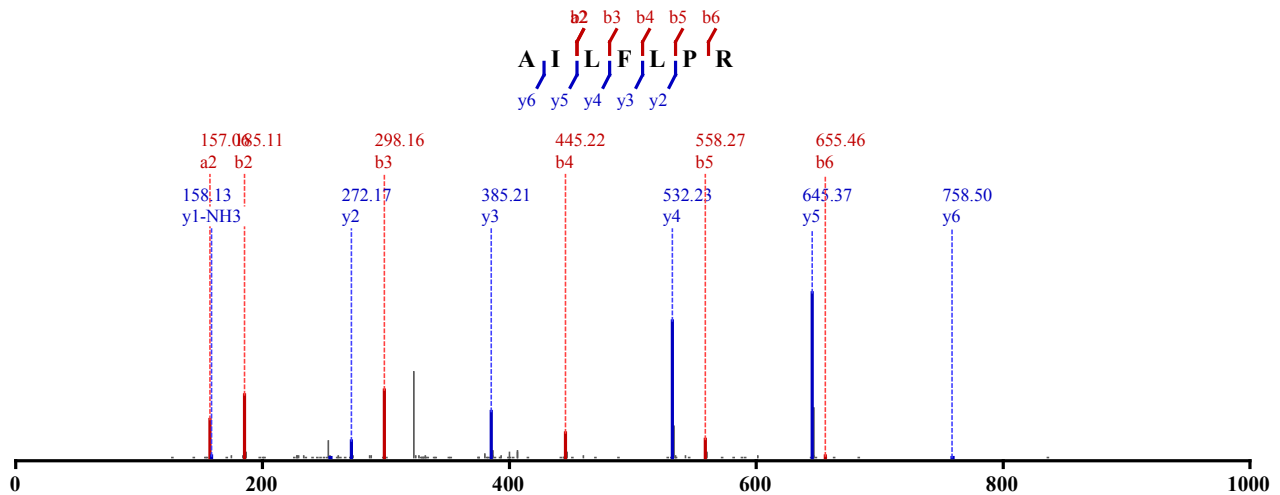 a2 b2 b3 b4 b5 b6
A I L F L P R
y6 y5 y4 y3 y2
157.06 185.11 298.16 445.22 558.27 655.46
a2 b2 b3 b4 b5 b6
158.13 272.17 385.21 532.23 645.37 758.50
y1-NH3 y2 y3 y4 y5 y6
0 200 400 600 800 1000